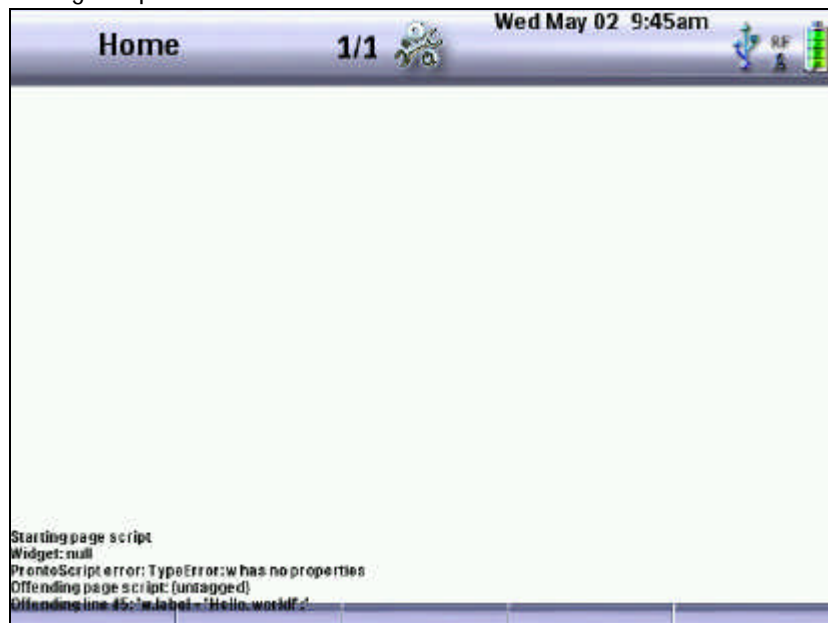 Home
1/1
Wed May 02 9:45am
RF
Starting page script
Widget: null
ProntoScript error: TypeError: w has no properties
Offending page script: {untagged}
Offending line #5: 'w.label = "Hello, world!";'